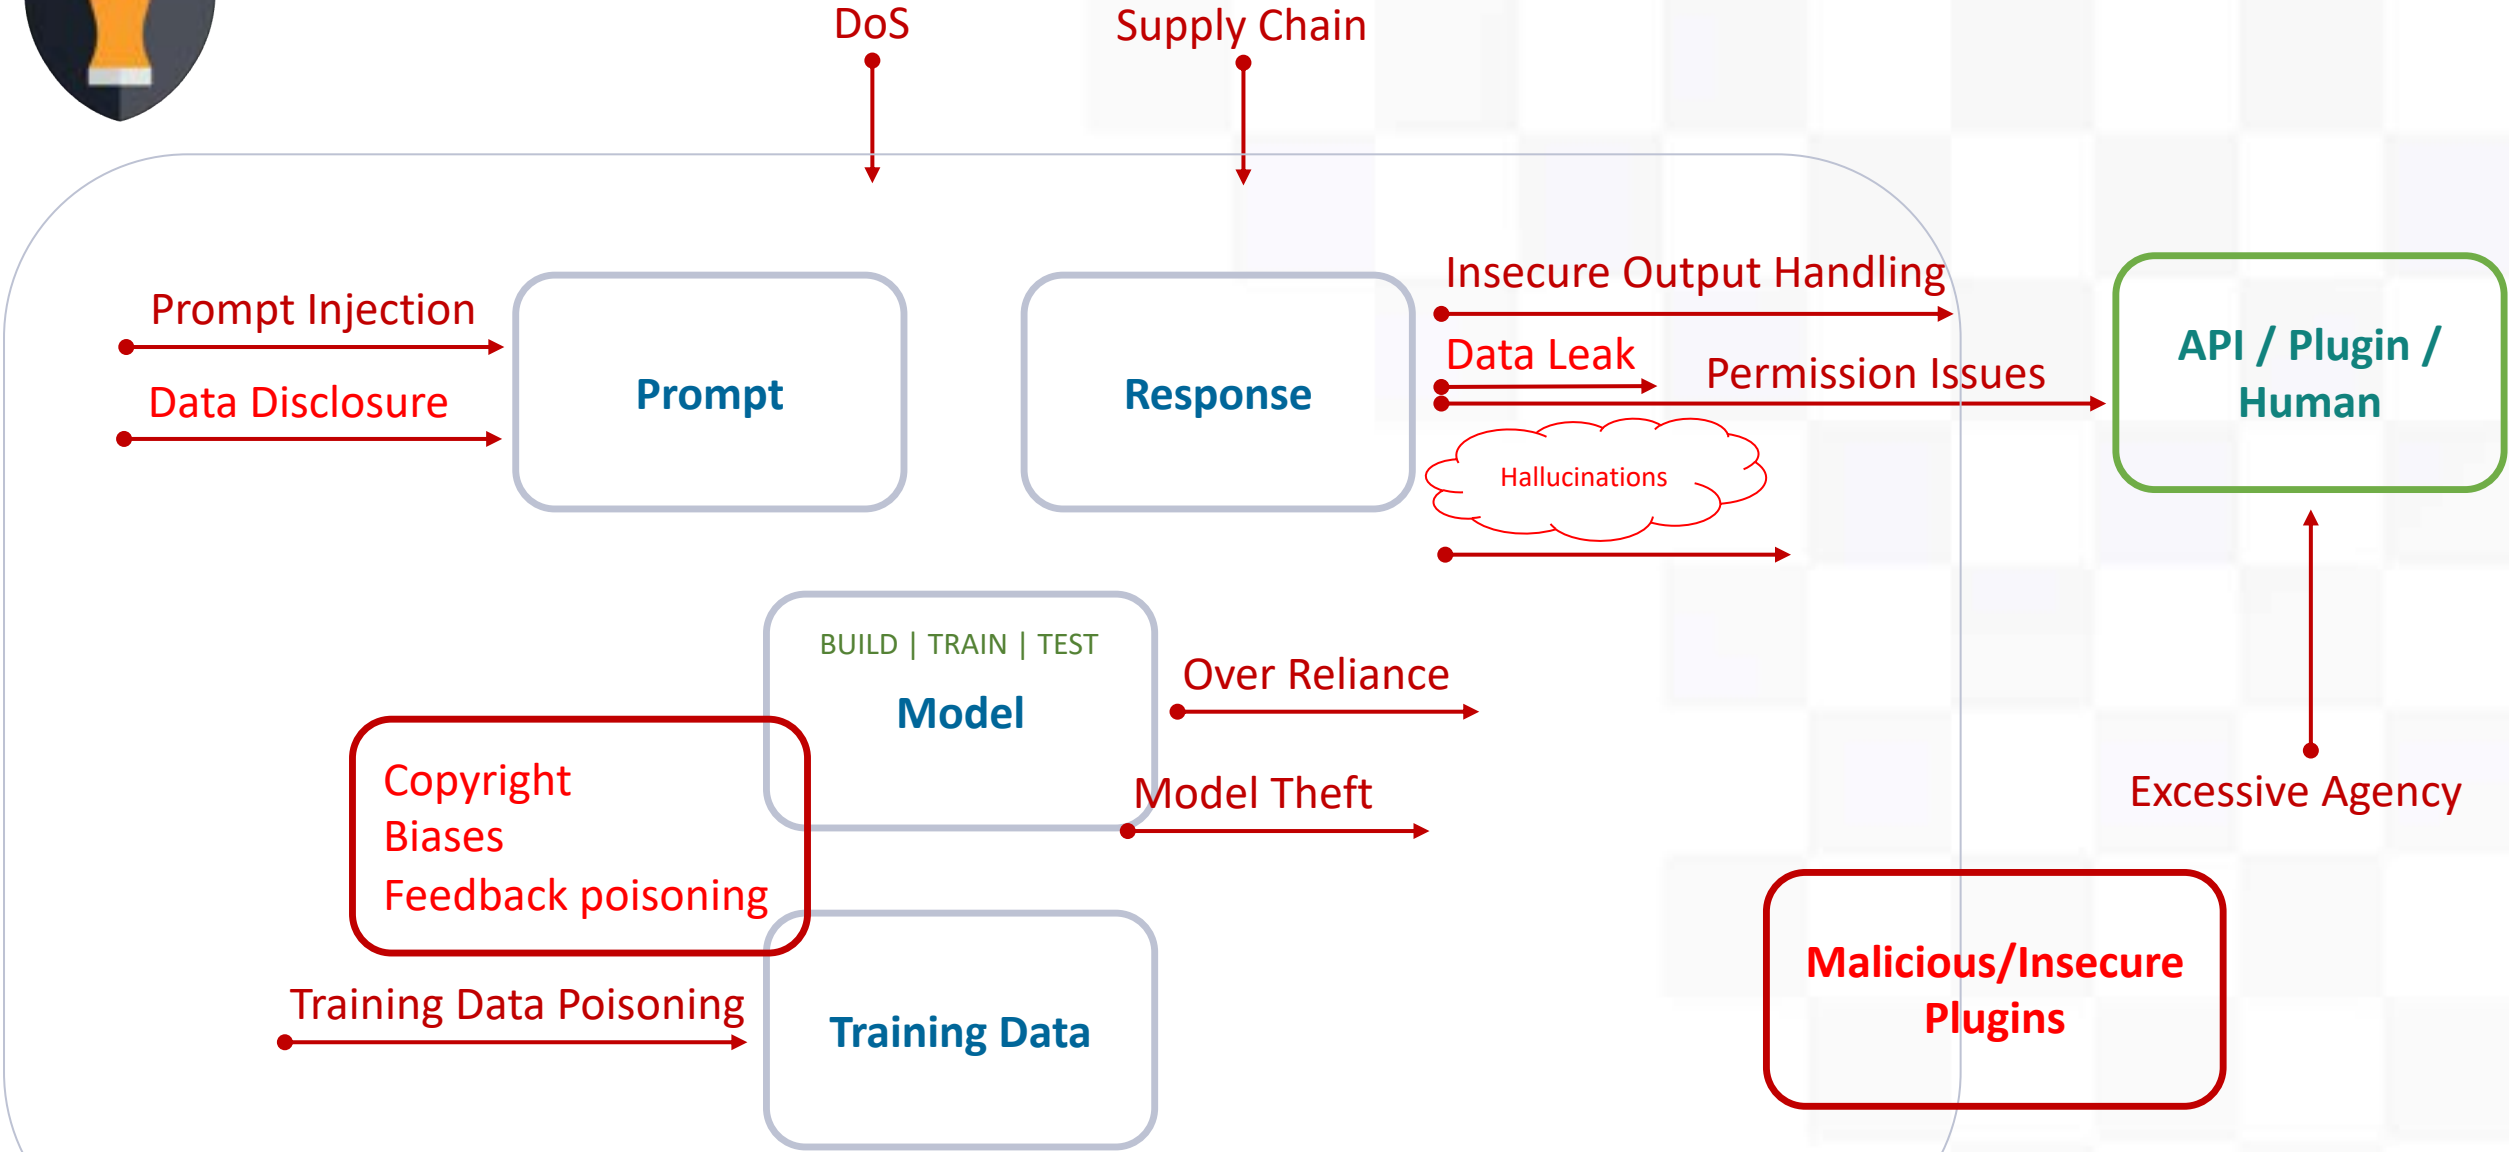 DoS
Supply Chain
Prompt Injection
Data Disclosure
Prompt
Response
Insecure Output Handling
Data Leak
Permission Issues
Hallucinations
API / Plugin /
Human
BUILD | TRAIN | TEST
Model
Over Reliance
Model Theft
Excessive Agency
Copyright
Biases
Feedback poisoning
Training Data Poisoning
Training Data
Malicious/Insecure
Plugins